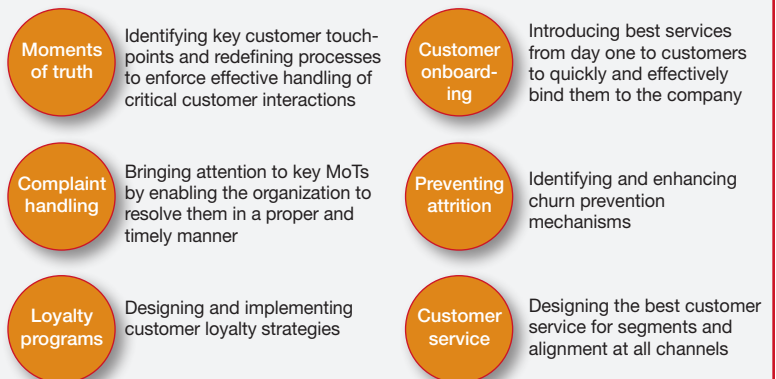 Moments
of truth
Identifying key customer touch-
points and redefining processes
to enforce effective handling of
critical customer interactions
Customer
onboard-
ing
Introducing best services
from day one to customers
to quickly and effectively
bind them to the company
Complaint
handling
Bringing attention to key MoTs
by enabling the organization to
resolve them in a proper and
timely manner
Preventing
attrition
Identifying and enhancing
churn prevention
mechanisms
Loyalty
programs
Designing and implementing
customer loyalty strategies
Customer
service
Designing the best customer
service for segments and
alignment at all channels